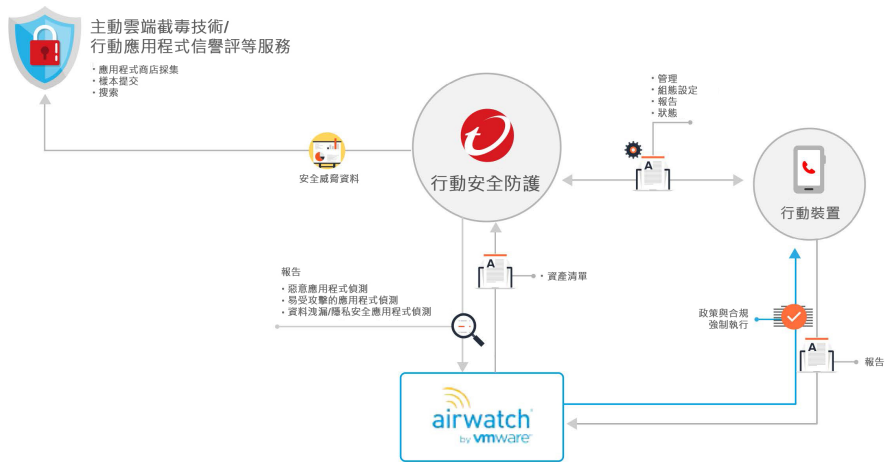 主動雲端截毒技術/
行動應用程式信譽評等服務
・應用程式商店採集
・樣本提交
・搜索
安全威脅資料
行動安全防護
・管理
・組態設定
・報告
・狀態
A
行動裝置
報告
・惡意應用程式偵測
・易受攻擊的應用程式偵測
・資料洩漏/隱私安全應用程式偵測
A
・資產清單
政策與合規
強制執行
A
報告
airwatch
by vmware